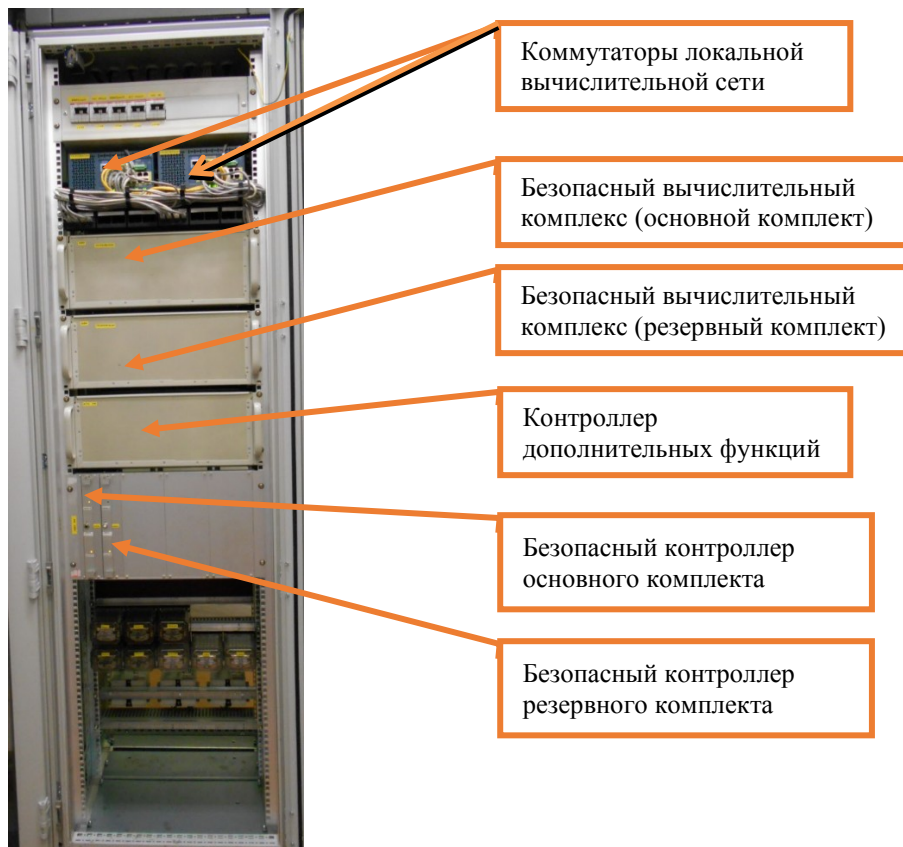 Коммутаторы локальной
вычислительной сети
Безопасный вычислительный
комплекс (основной комплект)
Безопасный вычислительный
комплекс (резервный комплект)
Контроллер
дополнительных функций
Безопасный контроллер
основного комплекта
Безопасный контроллер
резервного комплекта